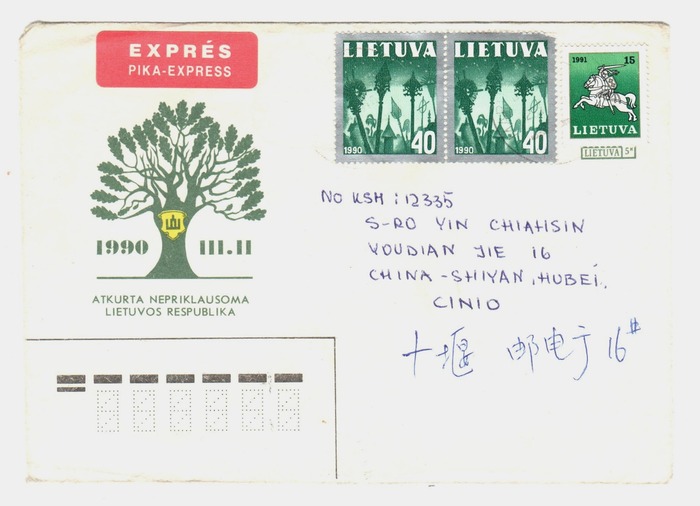 EXPRÉS
PIKA-EXPRESS
LIETUVA
40
1990
LIETUVA
40
1990
1991 15
LIETUVA
LIETUVA 5=
1990 III.II
ATKURTA NEPRIKLAUSOMA
LIETUVOS RESPUBLIKA
NO KSH: 12335
S-RO YIN CHIAHSIN
YOUDIAN JIE 16
CHINA-SHIYAN, HUBEI,
CINIO
十堰 邮电于16#